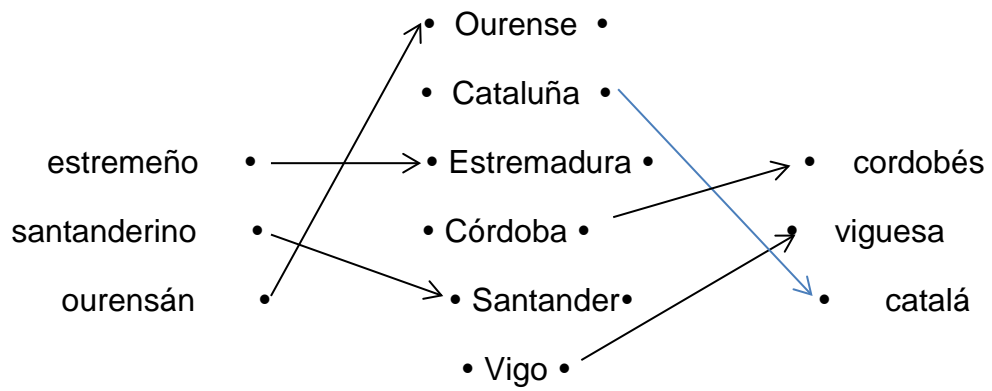 • Ourense •
• Cataluña •
estremeño • • Estremadura • • cordobés
santanderino • • Córdoba • • viguesa
ourensán • • Santander• • catalá
• Vigo •